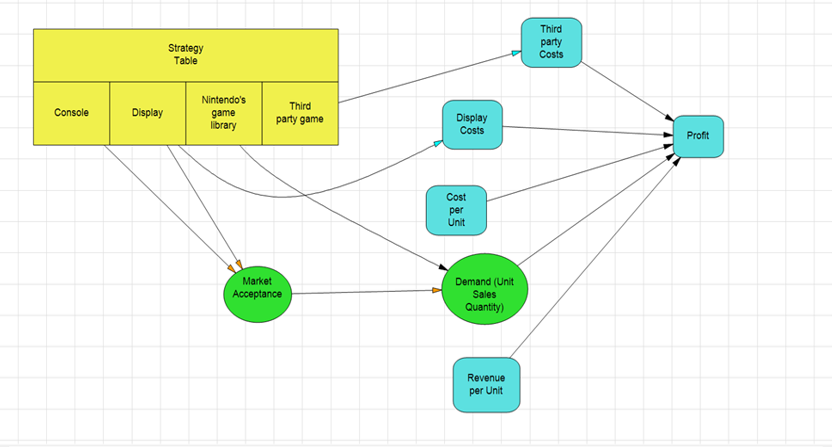 Strategy
Table
Console
Display
Nintendo's
game
library
Third
party game
Third
party
Costs
Display
Costs
Profit
Cost
per
Unit
Market
Acceptance
Demand (Unit
Sales
Quantity)
Revenue
per Unit